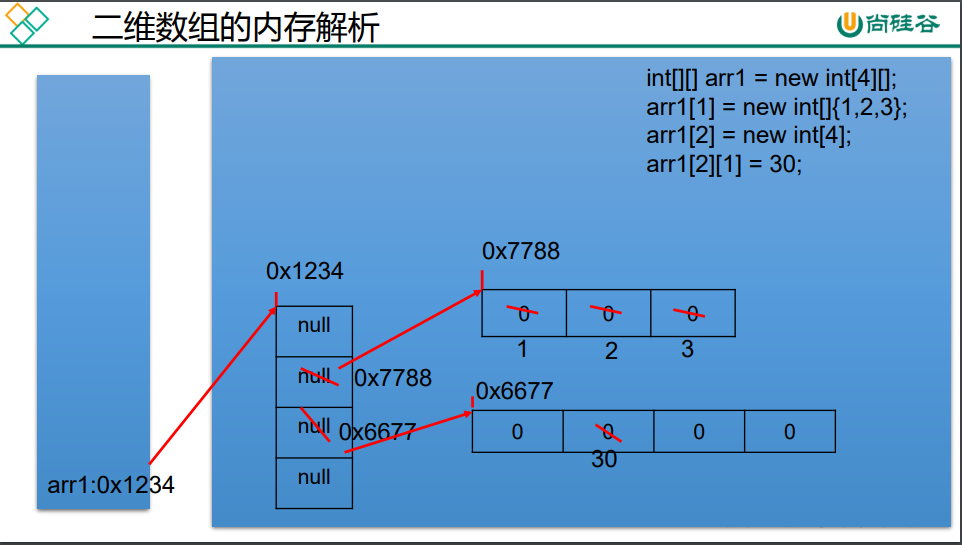 二维数组的内存解析
尚硅谷
int[][] arr1 = new int[4][];
arr1[1] = new int[]{1,2,3};
arr1[2] = new int[4];
arr1[2][1] = 30;
0x7788
0x1234
0 0 0
1 2 3
null
null 0x7788
0x6677
null 0x6677
0 0 0 0
30
null
arr1:0x1234